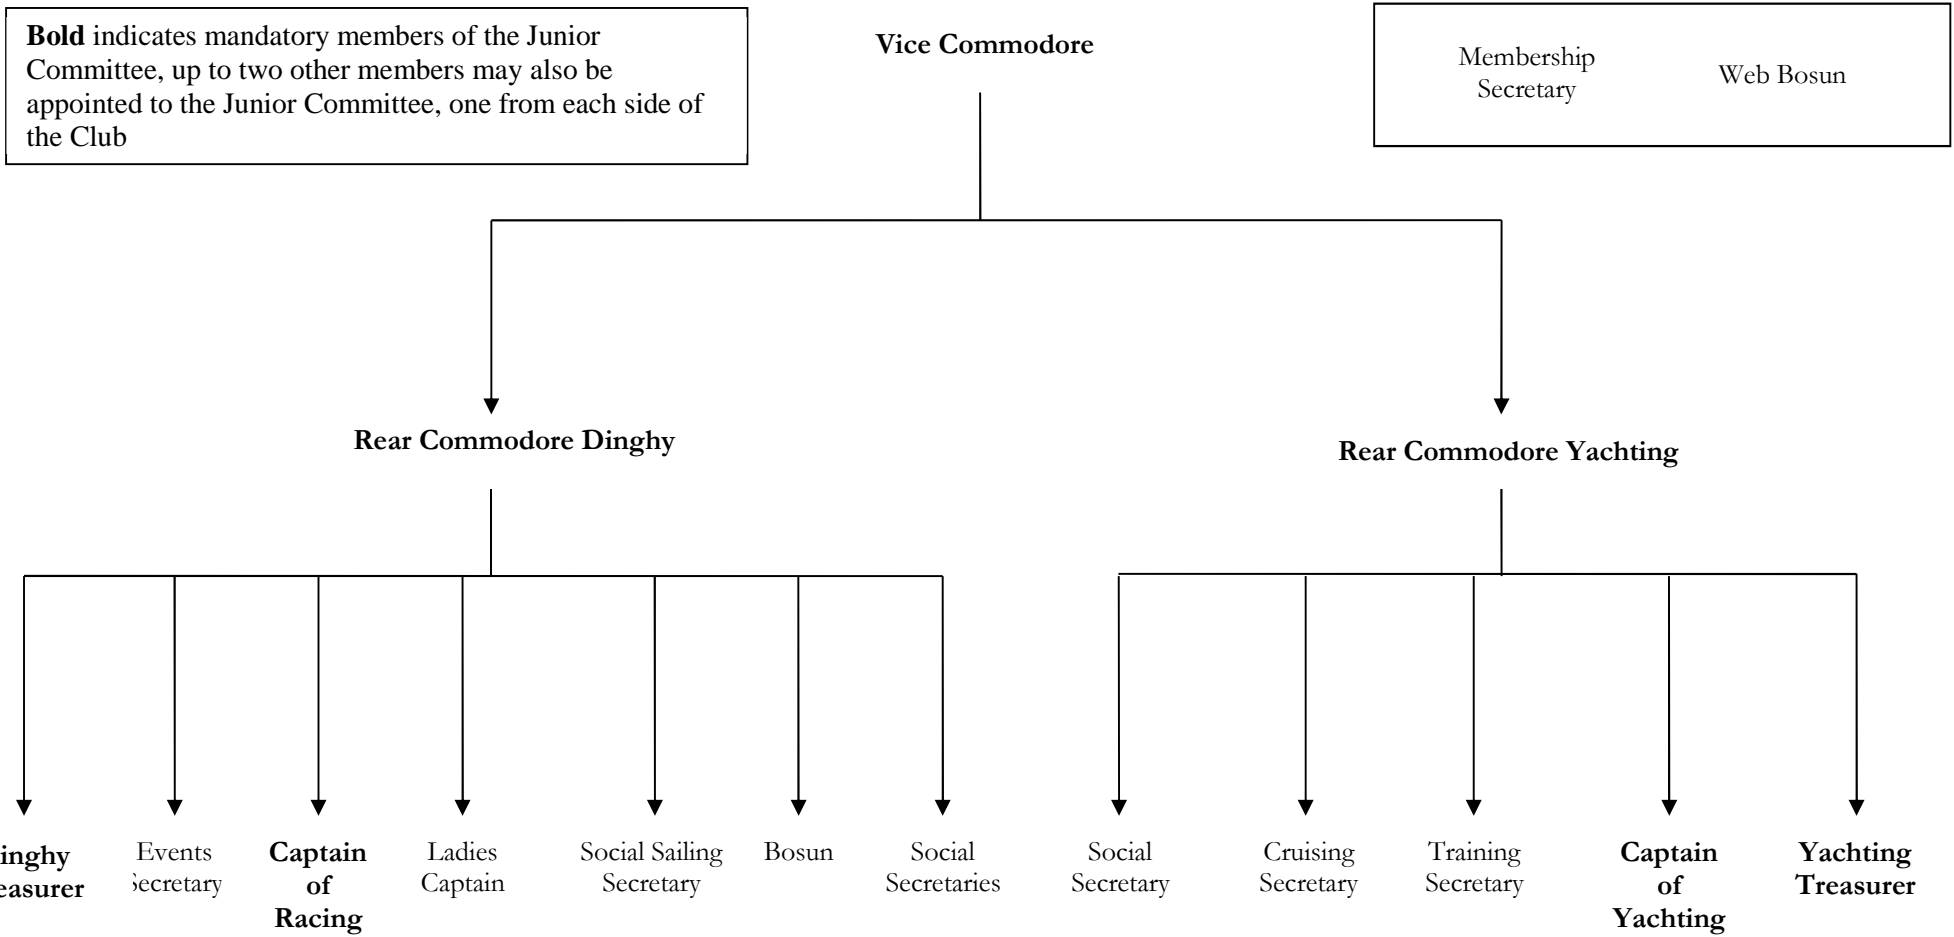 Bold indicates mandatory members of the Junior
Committee, up to two other members may also be
appointed to the Junior Committee, one from each side of
the Club
Vice Commodore
Membership
Secretary
Web Bosun
Rear Commodore Dinghy
Rear Commodore Yachting
inghy
easurer
Events
Secretary
Captain
of
Racing
Ladies
Captain
Social Sailing
Secretary
Bosun
Social
Secretaries
Social
Secretary
Cruising
Secretary
Training
Secretary
Captain
of
Yachting
Yachting
Treasurer